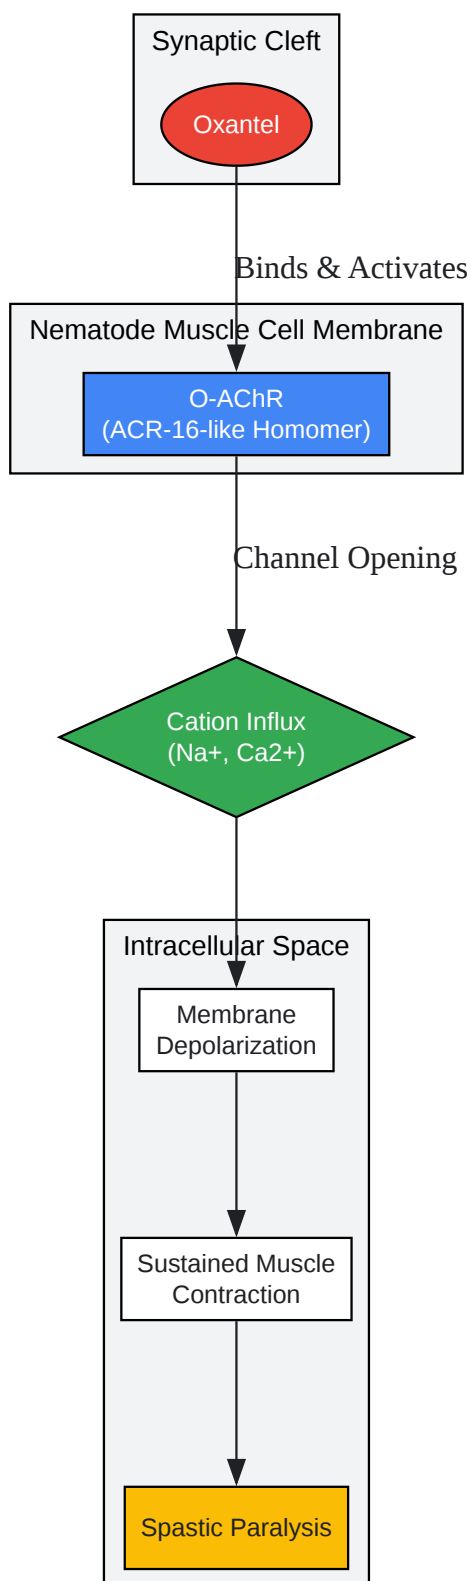 Synaptic Cleft
Oxantel
Binds & Activates
Nematode Muscle Cell Membrane
O-AChR
(ACR-16-like Homomer)
Channel Opening
Cation Influx
(Na+, Ca2+)
Intracellular Space
Membrane
Depolarization
Sustained Muscle
Contraction
Spastic Paralysis